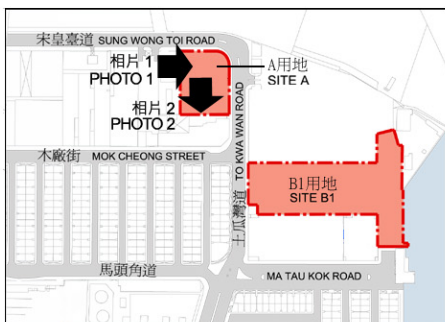 宋皇臺道 SUNG WONG TOI ROAD
相片 1
PHOTO 1
A用地
SITE A
相片 2
PHOTO 2
TO KWA WAN ROAD
土瓜灣道
木廠街 MOK CHEONG STREET
B1用地
SITE B1
馬頭角道 MA TAU KOK ROAD